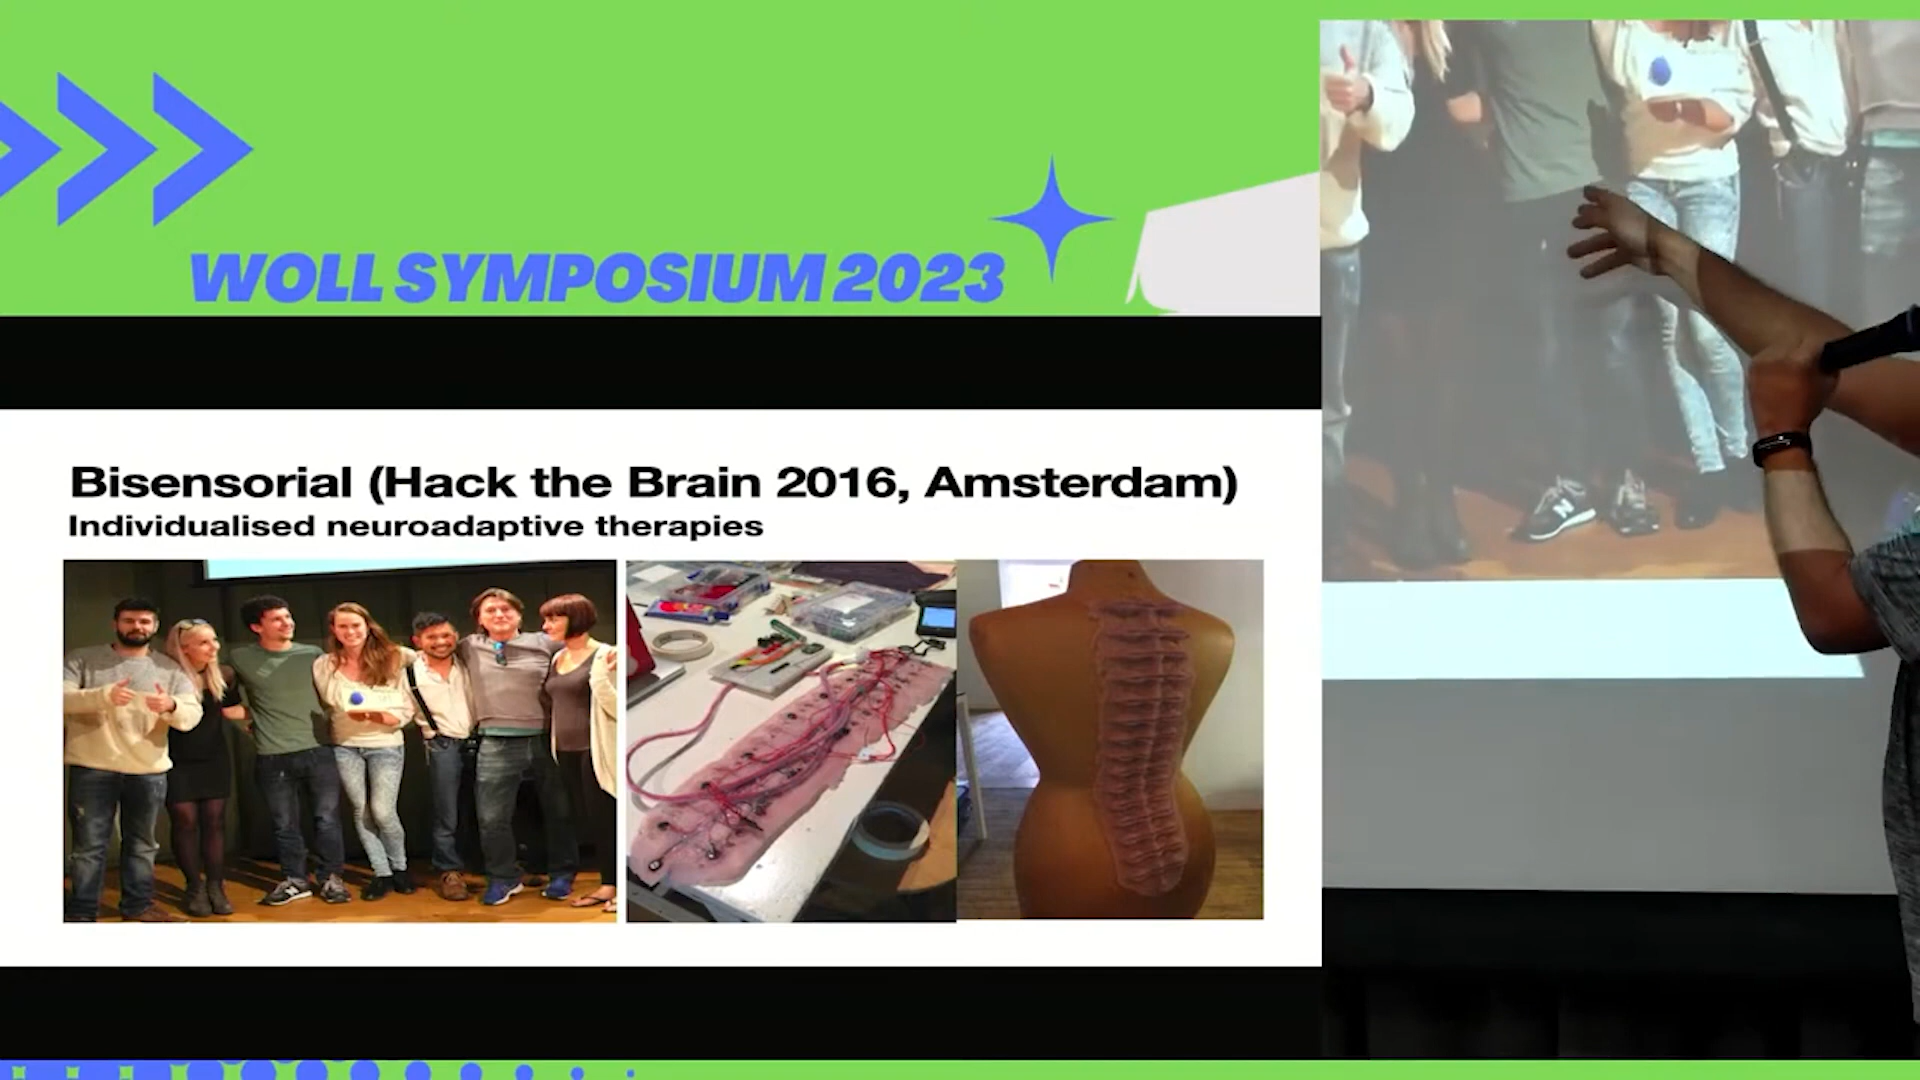 WOLL SYMPOSIUM 2023
Bisensorial (Hack the Brain 2016, Amsterdam)
Individualised neuroadaptive therapies
N